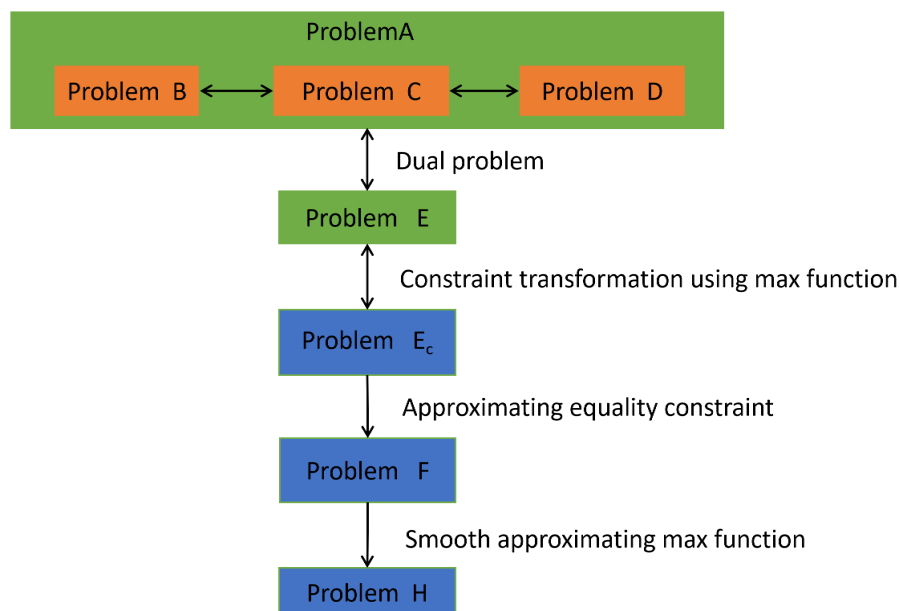 ProblemA
Problem B
Problem C
Problem D
Dual problem
Problem E
Constraint transformation using max function
Problem Ec
Approximating equality constraint
Problem F
Smooth approximating max function
Problem H